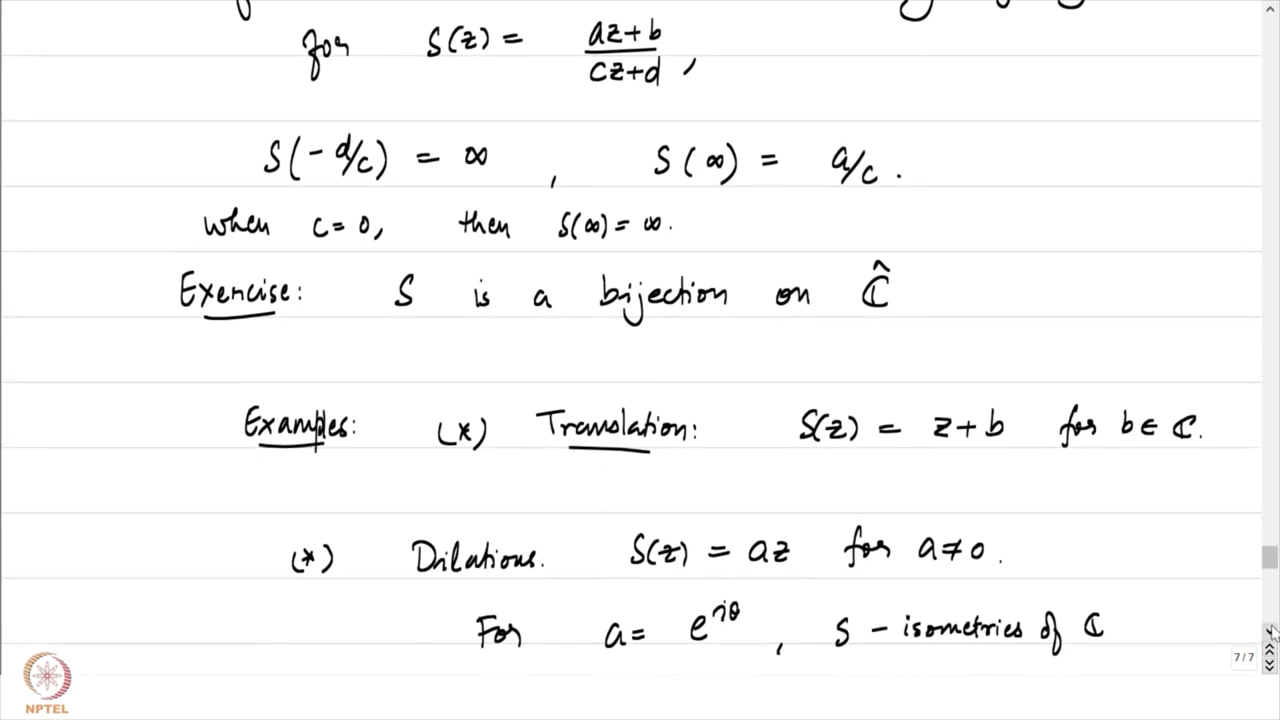 for S(z) = az+b / cz+d ,
S(-d/c) = ∞ , S(∞) = a/c .
when c=0, then S(∞) = ∞.
Exercise: S is a bijection on Ĉ
Examples: (*) Translation: S(z) = z+b for b∈ ℂ.
(*) Dilations. S(z) = az for a≠0.
For a= e^{iθ} , S - isometries of ℂ
7/7
NPTEL